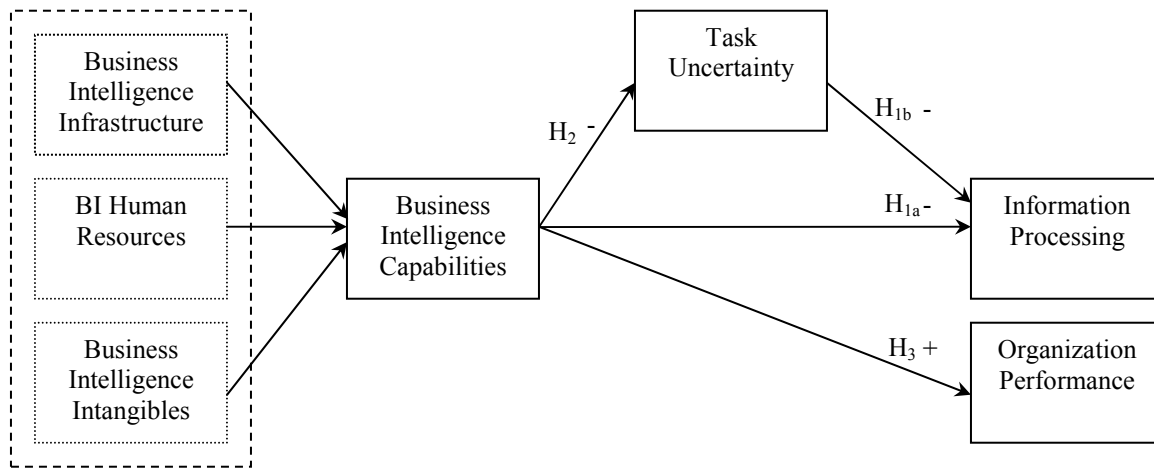 Business
Intelligence
Infrastructure
BI Human
Resources
Business
Intelligence
Intangibles
Business
Intelligence
Capabilities
Task
Uncertainty
H2 -
H1b -
H1a-
H3 +
Information
Processing
Organization
Performance